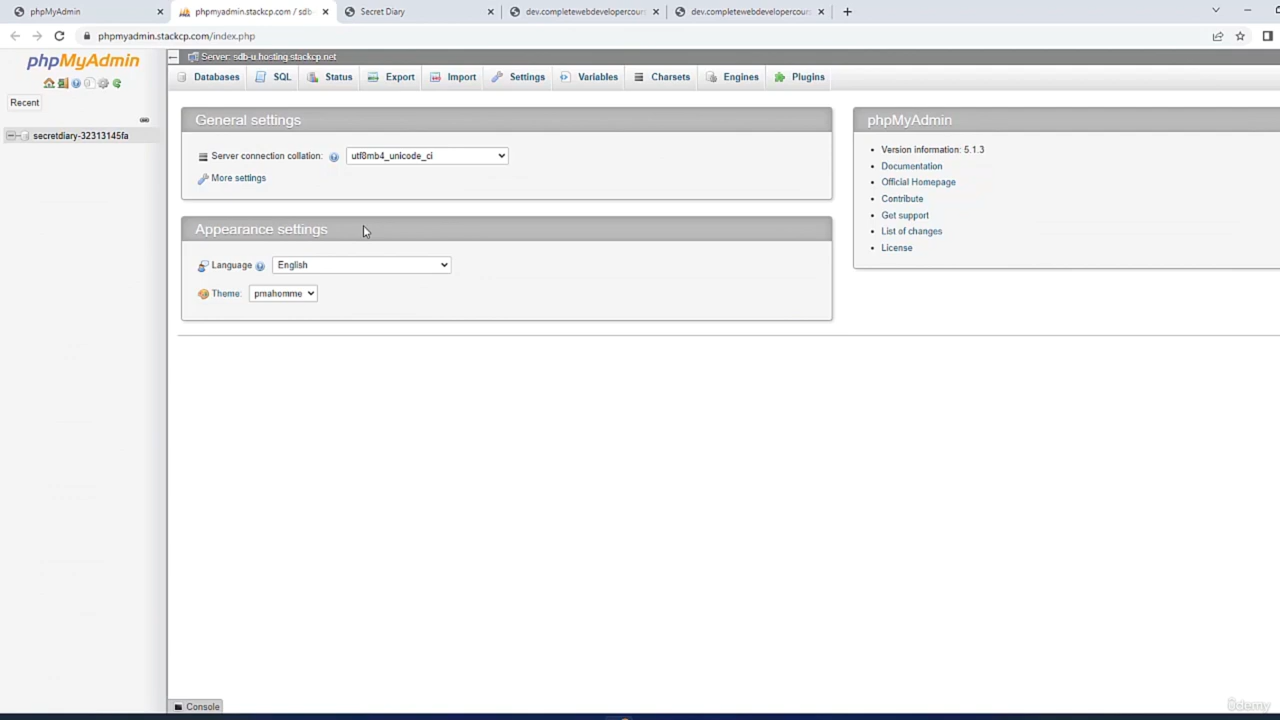 phpMyAdmin
phpmyadmin.stackcp.com / sdb-
Secret Diary
dev.completewebdevelopercour
dev.completewebdevelopercour
phpmyadmin.stackcp.com/index.php
phpMyAdmin
Recent
secretdiary-32313145fa
Server: sdb-u.hosting.stackcp.net
Databases
SQL
Status
Export
Import
Settings
Variables
Charsets
Engines
Plugins
General settings
Server connection collation:
utf8mb4_unicode_ci
More settings
Appearance settings
Language
English
Theme:
pmahomme
phpMyAdmin
Version information: 5.1.3
Documentation
Official Homepage
Contribute
Get support
List of changes
License
Console
Udemy